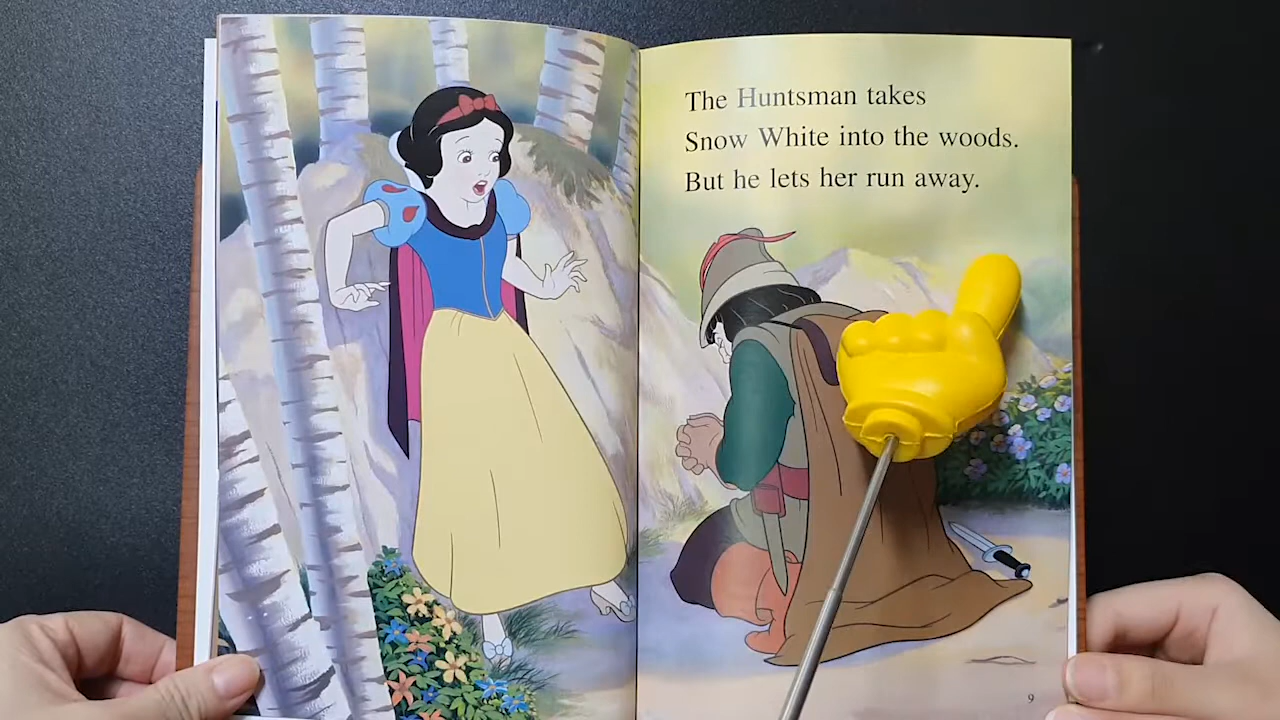 The Huntsman takes
Snow White into the woods.
But he lets her run away.
9